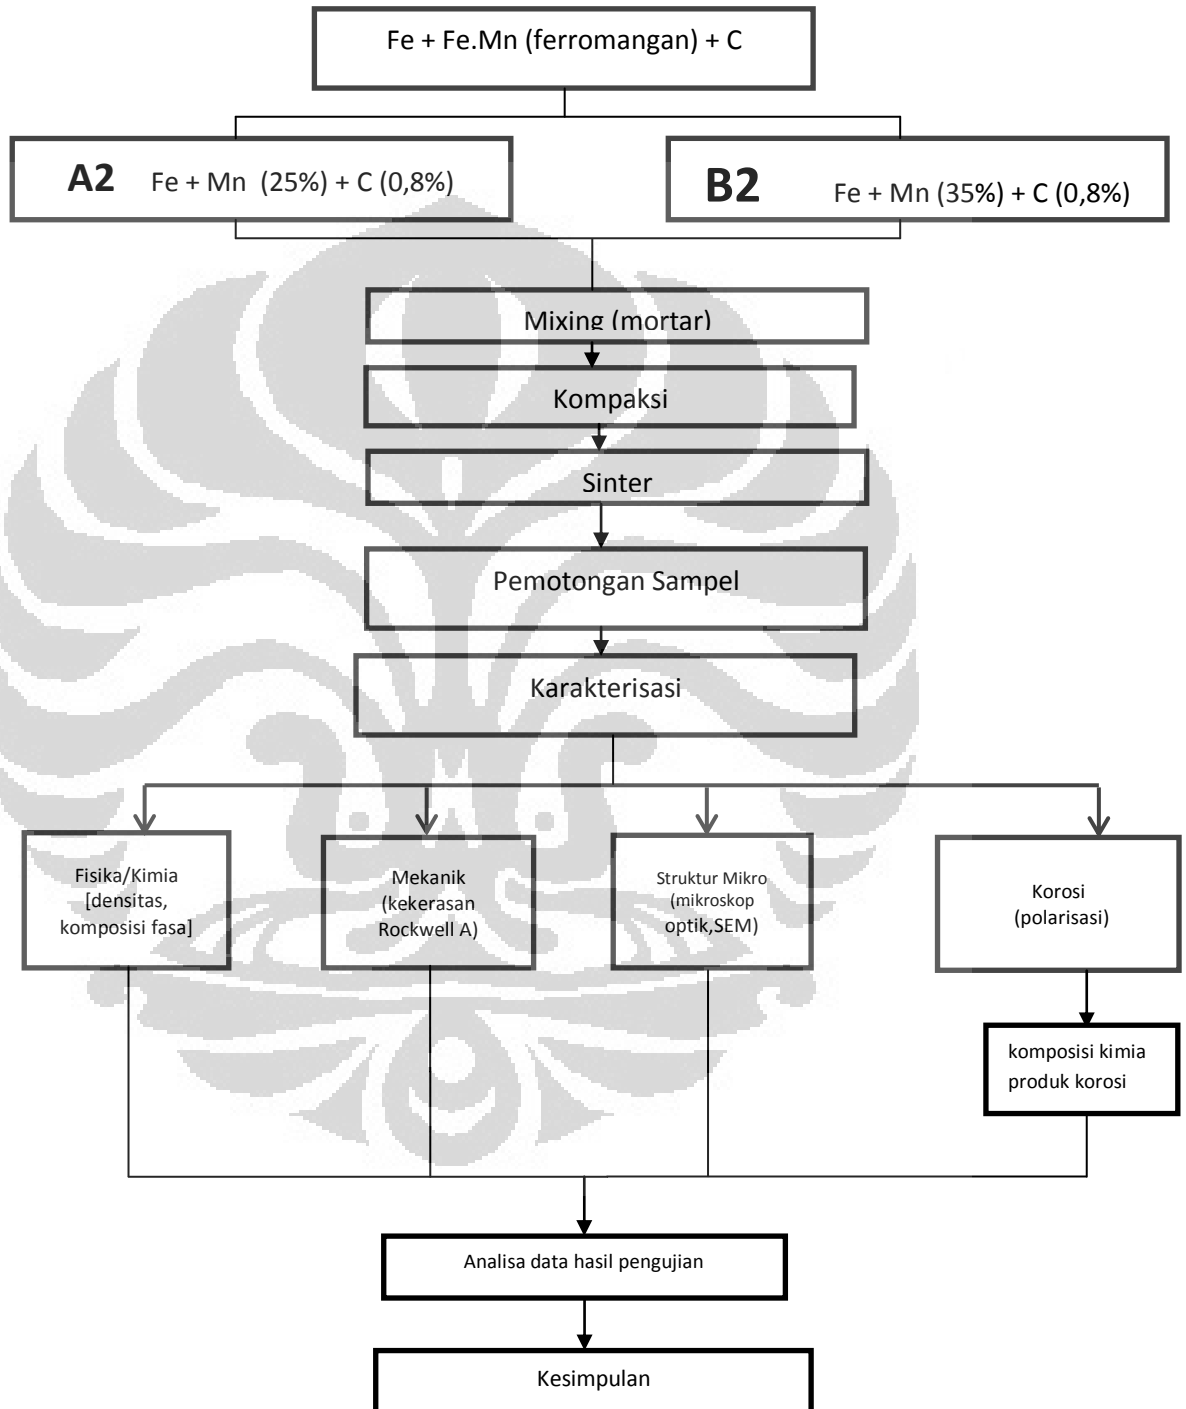 Fe + Fe.Mn (ferromangan) + C
A2 Fe + Mn (25%) + C (0,8%)
B2 Fe + Mn (35%) + C (0,8%)
Mixing (mortar)
Kompaksi
Sinter
Pemotongan Sampel
Karakterisasi
Fisika/Kimia
[densitas,
komposisi fasa]
Mekanik
(kekerasan
Rockwell A)
Struktur Mikro
(mikroskop
optik,SEM)
Korosi
(polarisasi)
komposisi kimia
produk korosi
Analisa data hasil pengujian
Kesimpulan